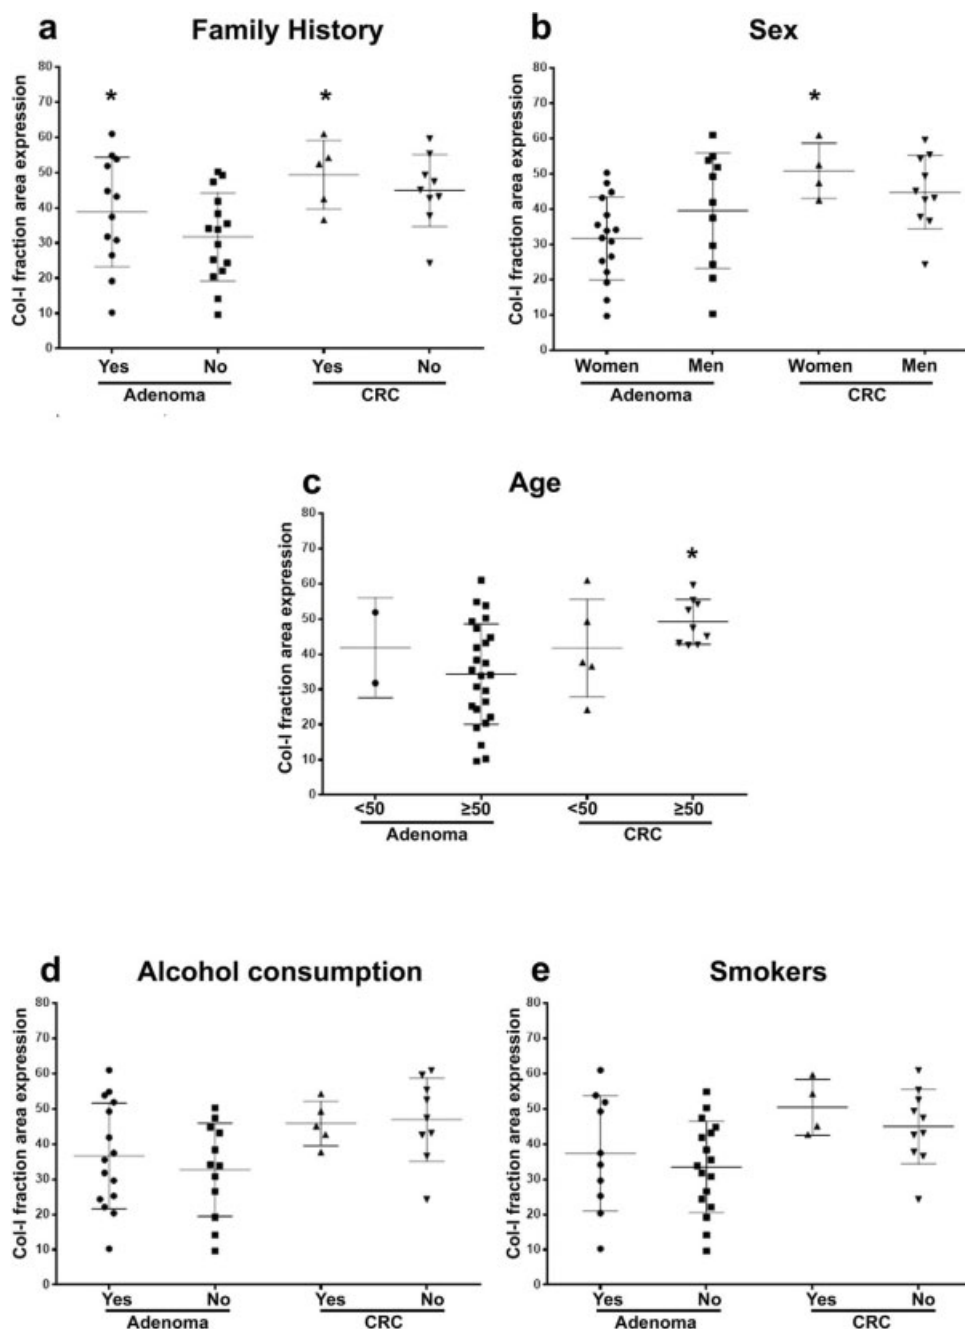 a Family History
Col-I fraction area expression
80
70
60
50
40
30
20
10
0
* *
Yes No Yes No
Adenoma CRC
b Sex
Col-I fraction area expression
80
70
60
50
40
30
20
10
0
*
Women Men Women Men
Adenoma CRC
c Age
Col-I fraction area expression
80
70
60
50
40
30
20
10
0
*
<50 ≥50 <50 ≥50
Adenoma CRC
d Alcohol consumption
Col-I fraction area expression
80
70
60
50
40
30
20
10
0
Yes No Yes No
Adenoma CRC
e Smokers
Col-I fraction area expression
80
70
60
50
40
30
20
10
0
Yes No Yes No
Adenoma CRC